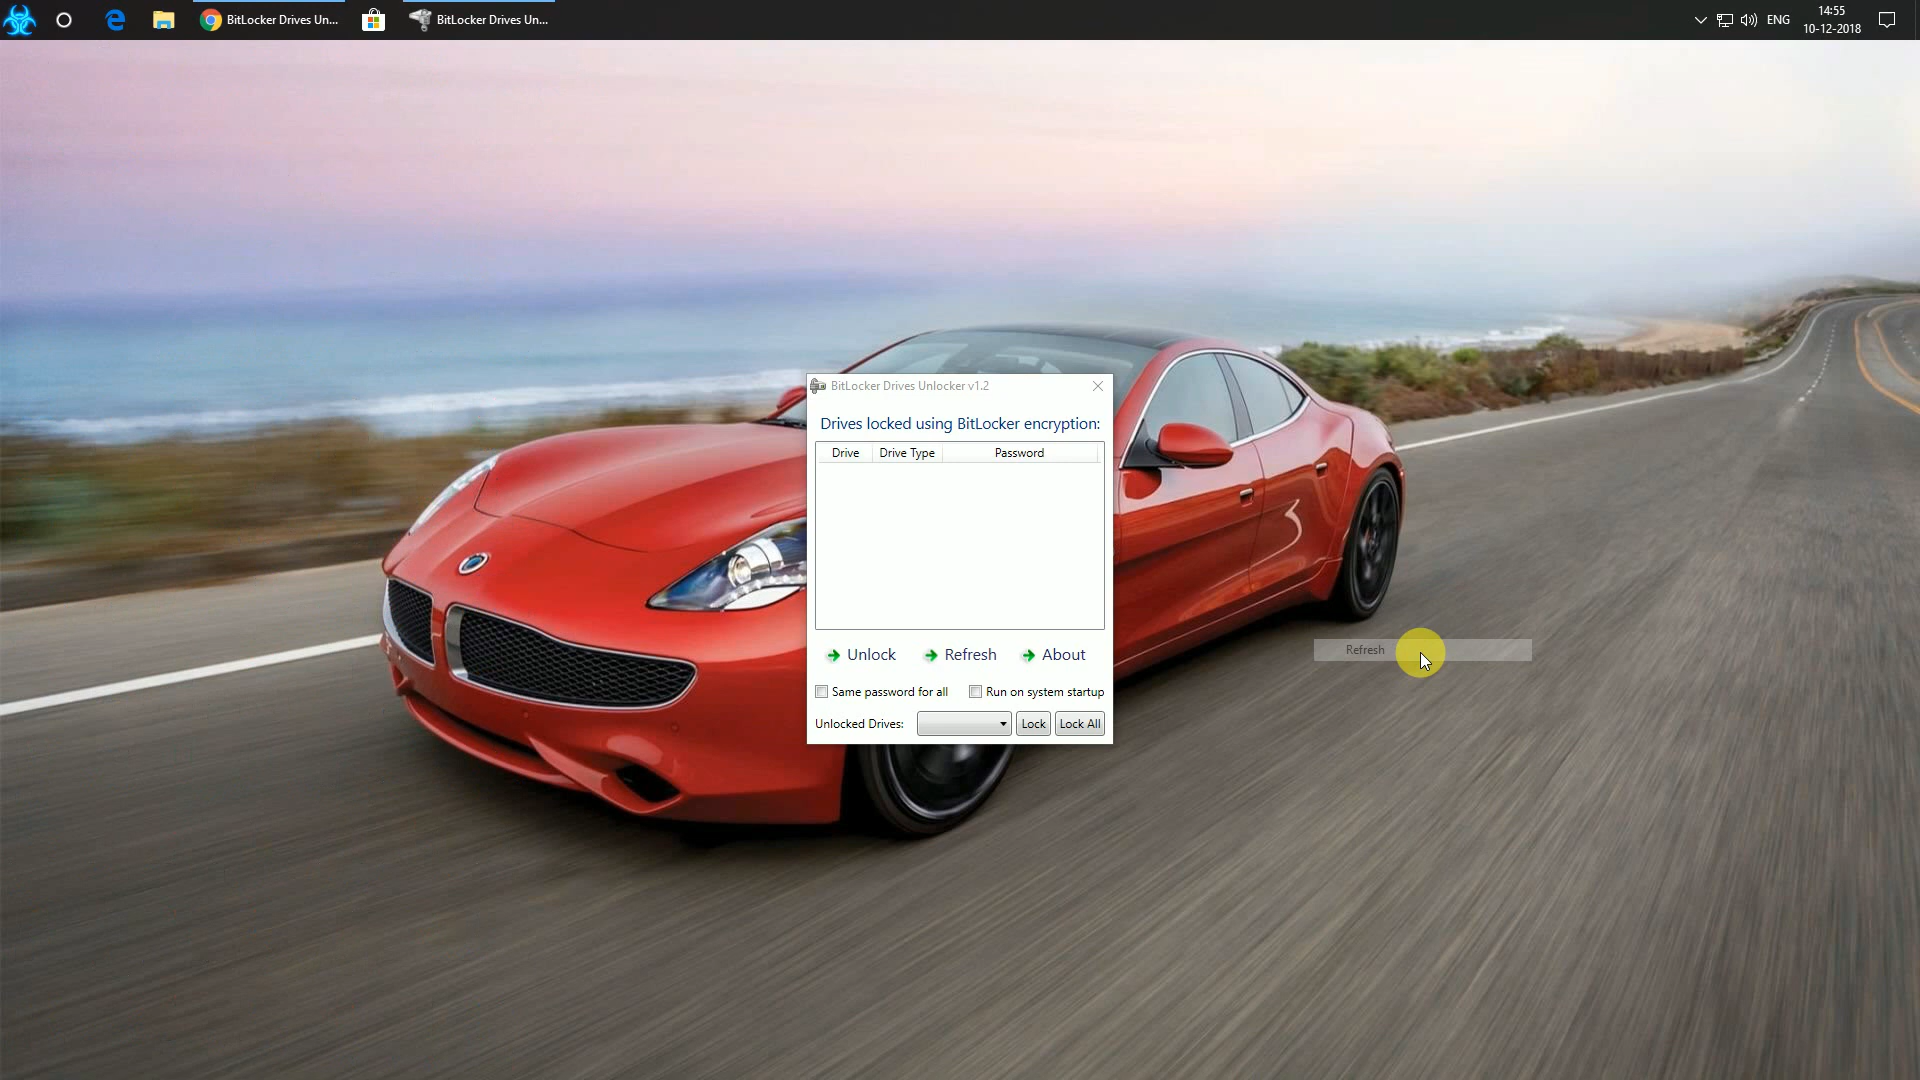 BitLocker Drives Un...
BitLocker Drives Un...
ENG
14:55
10-12-2018
BitLocker Drives Unlocker v1.2
Drives locked using BitLocker encryption:
Drive Drive Type Password
Unlock Refresh About
Refresh
Same password for all Run on system startup
Unlocked Drives: Lock Lock All